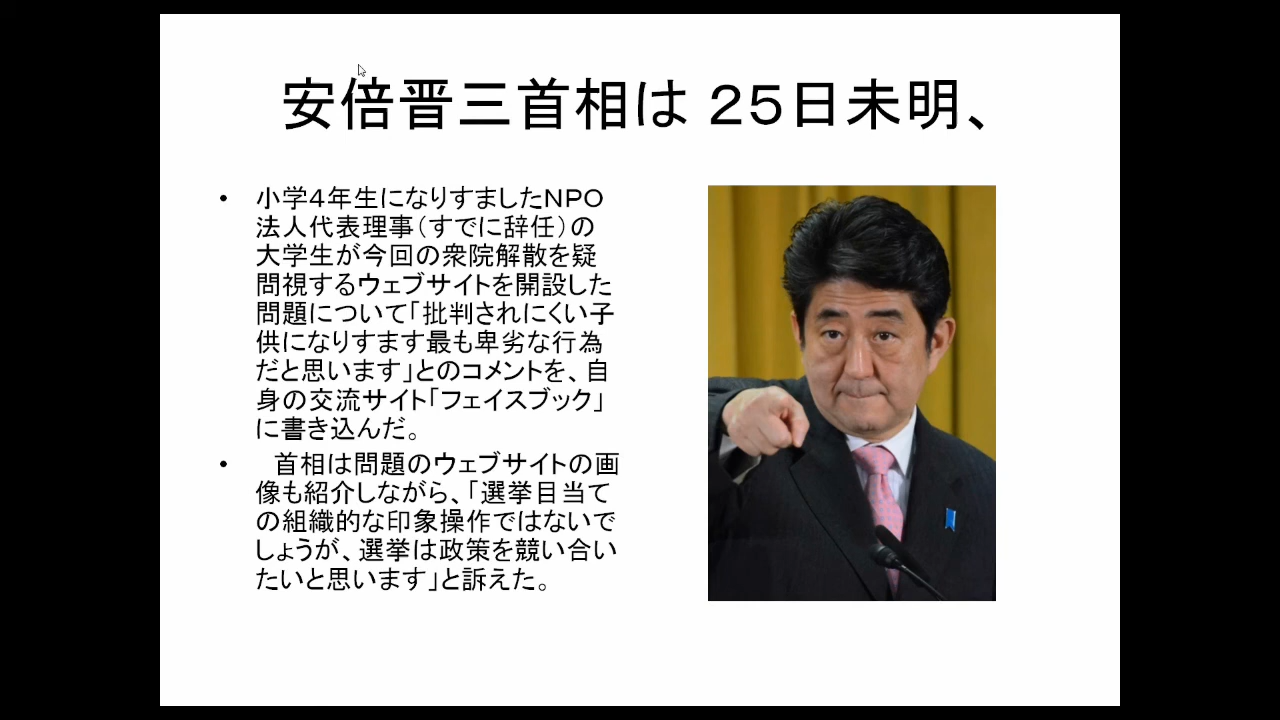 安倍晋三首相は 25日未明、
• 小学4年生になりすましたNPO
法人代表理事(すでに辞任)の
大学生が今回の衆院解散を疑
問視するウェブサイトを開設した
問題について「批判されにくい子
供になりすます最も卑劣な行為
だと思います」とのコメントを、自
身の交流サイト「フェイスブック」
に書き込んだ。
•　首相は問題のウェブサイトの画
像も紹介しながら、「選挙目当て
の組織的な印象操作ではないで
しょうが、選挙は政策を競い合い
たいと思います」と訴えた。